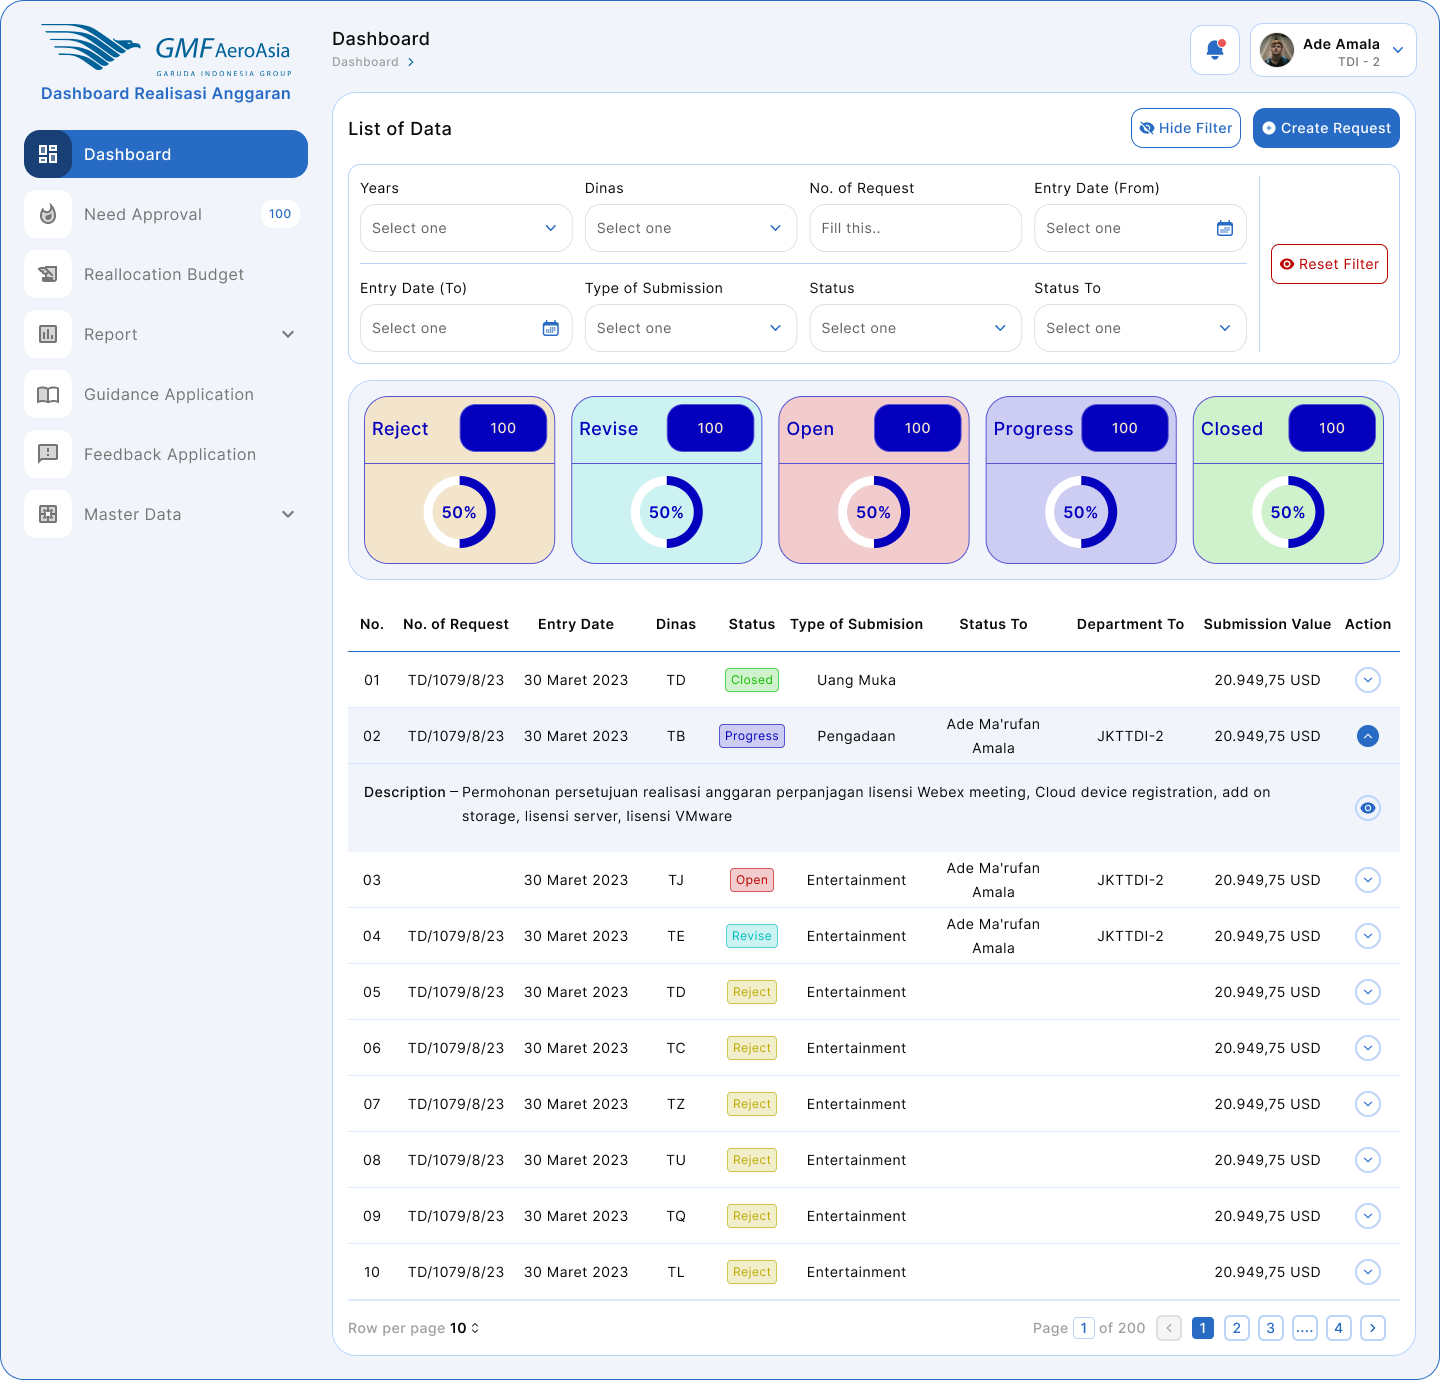 GMF AeroAsia
GARUDA INDONESIA GROUP
Dashboard Realisasi Anggaran
Dashboard
Need Approval 100
Reallocation Budget
Report
Guidance Application
Feedback Application
Master Data
Dashboard
Dashboard
Ade Amala
TDI - 2
List of Data
Hide Filter
Create Request
Years Dinas No. of Request Entry Date (From)
Select one Select one Fill this.. Select one
Reset Filter
Entry Date (To) Type of Submission Status Status To
Select one Select one Select one Select one
Reject 100 Revise 100 Open 100 Progress 100 Closed 100
50% 50% 50% 50% 50%
No. No. of Request Entry Date Dinas Status Type of Submision Status To Department To Submission Value Action
01 TD/1079/8/23 30 Maret 2023 TD Closed Uang Muka 20.949,75 USD
02 TD/1079/8/23 30 Maret 2023 TB Progress Pengadaan Ade Ma'rufan Amala JKTTDI-2 20.949,75 USD
Description – Permohonan persetujuan realisasi anggaran perpanjagan lisensi Webex meeting, Cloud device registration, add on
storage, lisensi server, lisensi VMware
03 30 Maret 2023 TJ Open Entertainment Ade Ma'rufan Amala JKTTDI-2 20.949,75 USD
04 TD/1079/8/23 30 Maret 2023 TE Revise Entertainment Ade Ma'rufan Amala JKTTDI-2 20.949,75 USD
05 TD/1079/8/23 30 Maret 2023 TD Reject Entertainment 20.949,75 USD
06 TD/1079/8/23 30 Maret 2023 TC Reject Entertainment 20.949,75 USD
07 TD/1079/8/23 30 Maret 2023 TZ Reject Entertainment 20.949,75 USD
08 TD/1079/8/23 30 Maret 2023 TU Reject Entertainment 20.949,75 USD
09 TD/1079/8/23 30 Maret 2023 TQ Reject Entertainment 20.949,75 USD
10 TD/1079/8/23 30 Maret 2023 TL Reject Entertainment 20.949,75 USD
Row per page 10
Page 1 of 200 < 1 2 3 .... 4 >